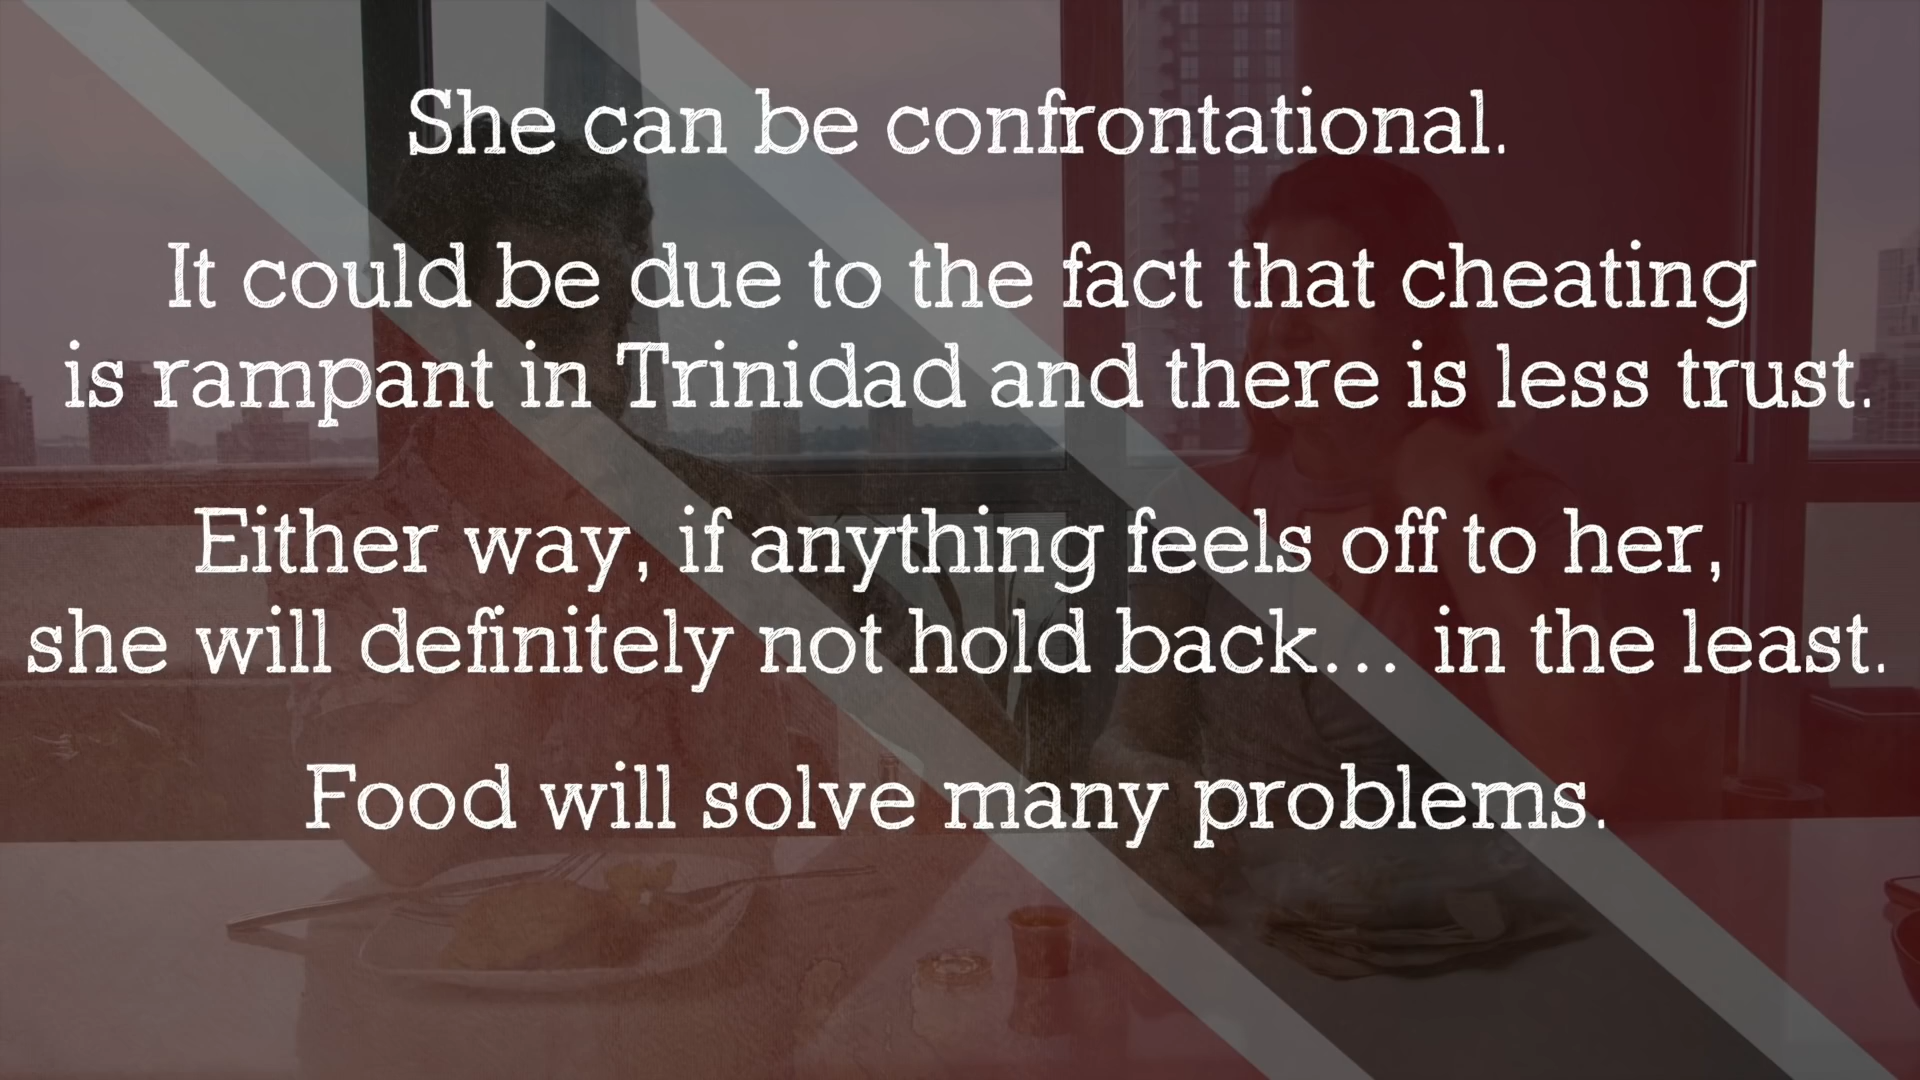 She can be confrontational.
It could be due to the fact that cheating
is rampant in Trinidad and there is less trust.
Either way, if anything feels off to her,
she will definitely not hold back... in the least.
Food will solve many problems.